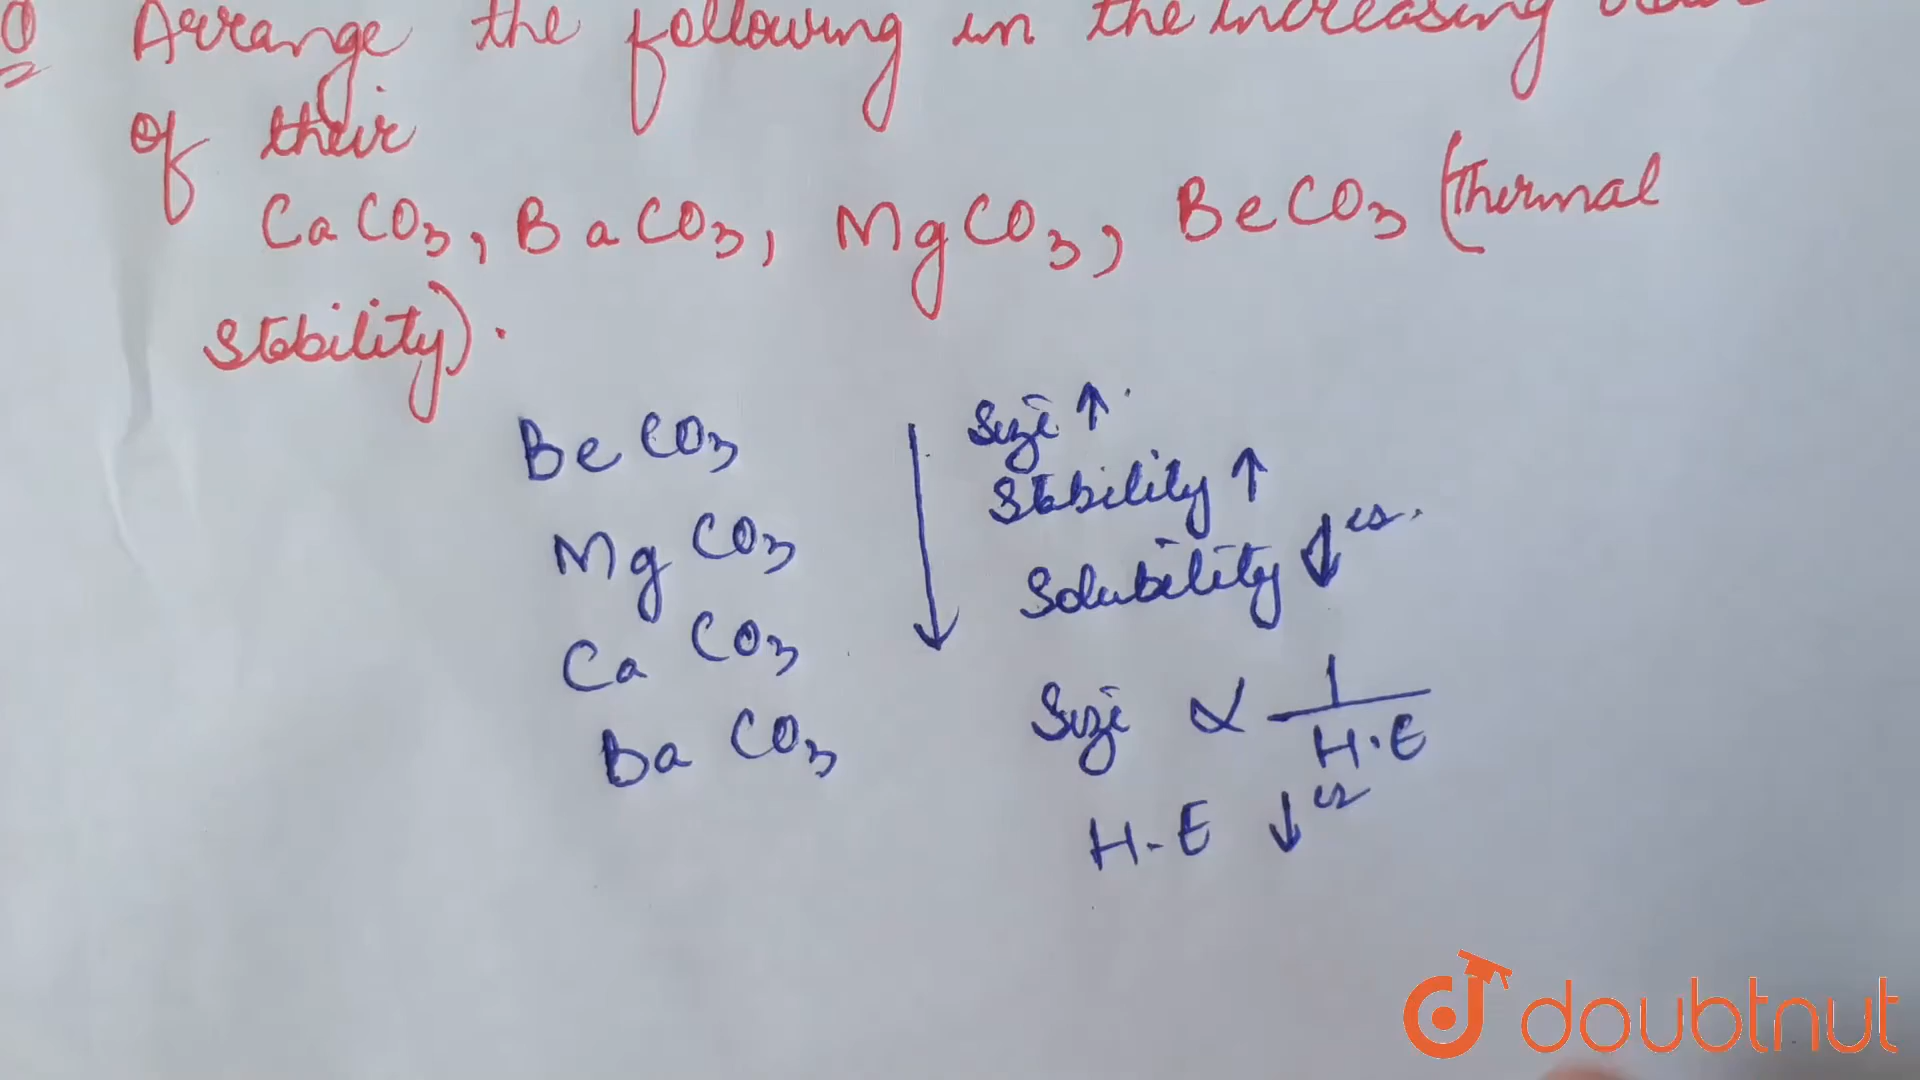 Q Arrange the following in the increasing
of their
CaCO3, BaCO3, MgCO3, BeCO3 (Thermal
stability).
BeCO3
MgCO3
CaCO3
BaCO3
Size ↑
Stability ↑
Solubility ↓es.
Size ∝ 1/H.E
H.E ↓es
doubtnut